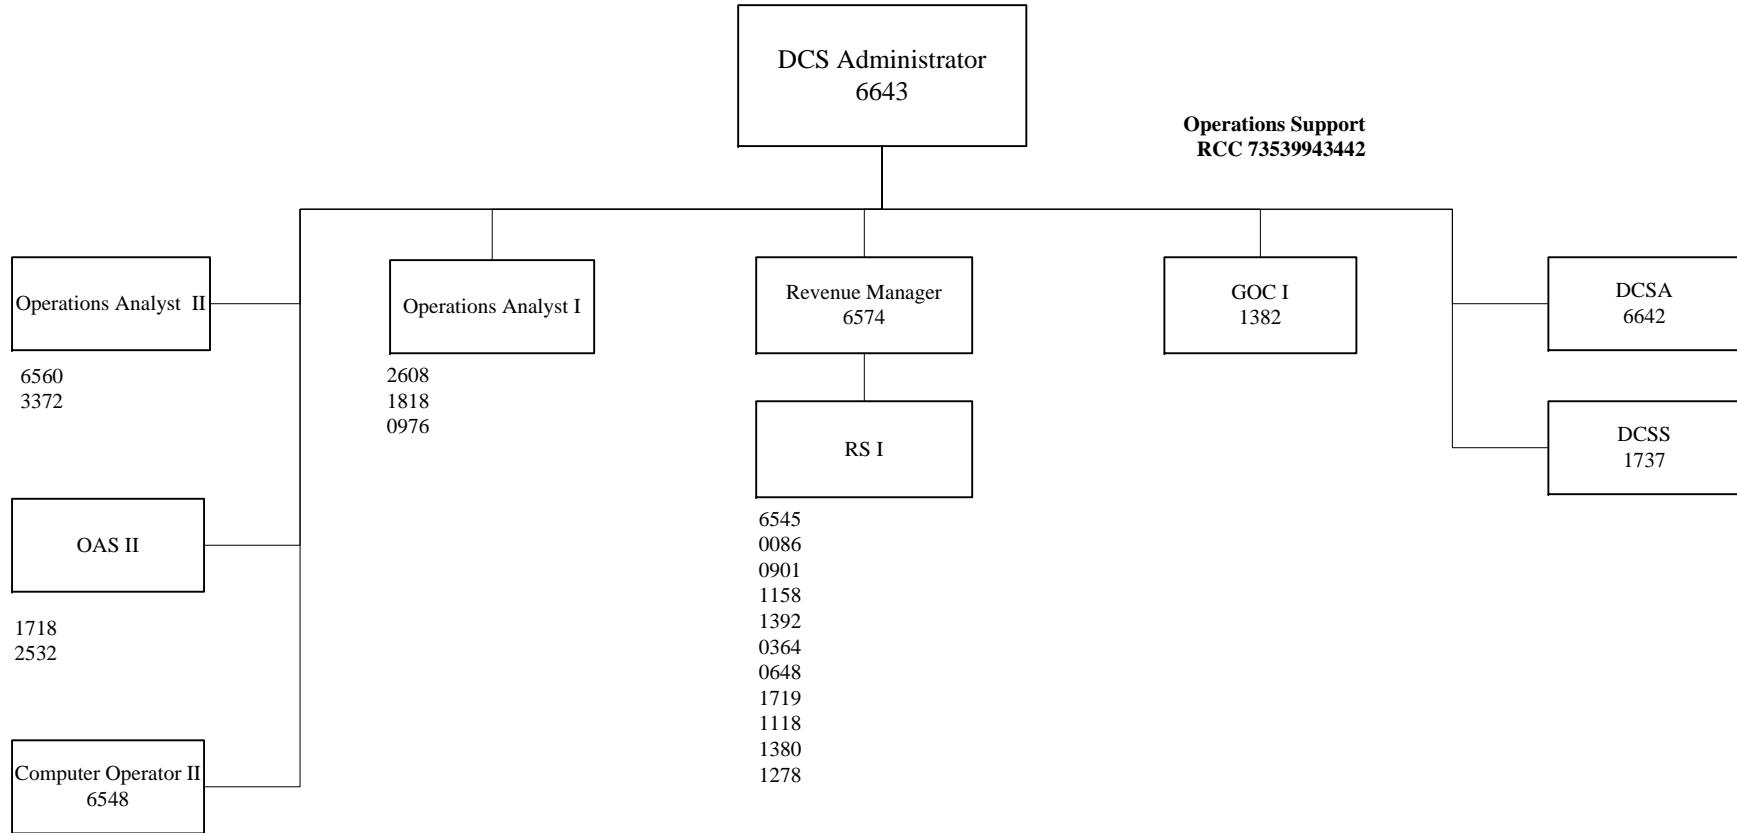 DCS Administrator
6643
Operations Support
RCC 73539943442
Operations Analyst  II
6560
3372
OAS II
1718
2532
Computer Operator II
6548
Operations Analyst I
2608
1818
0976
Revenue Manager
6574
RS I
6545
0086
0901
1158
1392
0364
0648
1719
1118
1380
1278
GOC I
1382
DCSA
6642
DCSS
1737